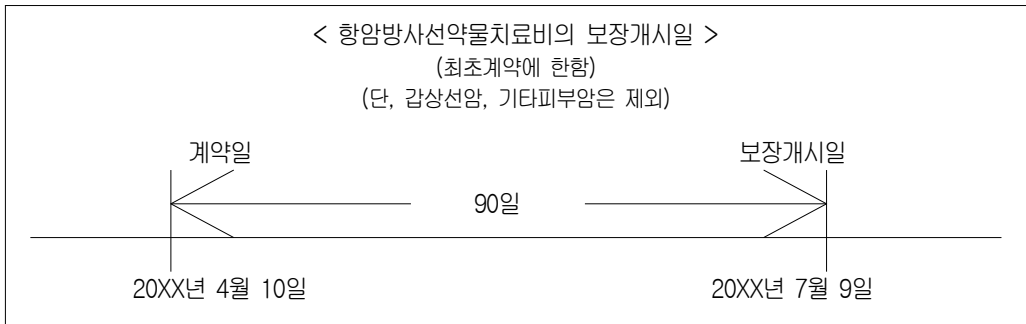 < 항암방사선약물치료비의 보장개시일 >
(최초계약에 한함)
(단, 갑상선암, 기타피부암은 제외)
계약일 보장개시일
90일
20XX년 4월 10일 20XX년 7월 9일